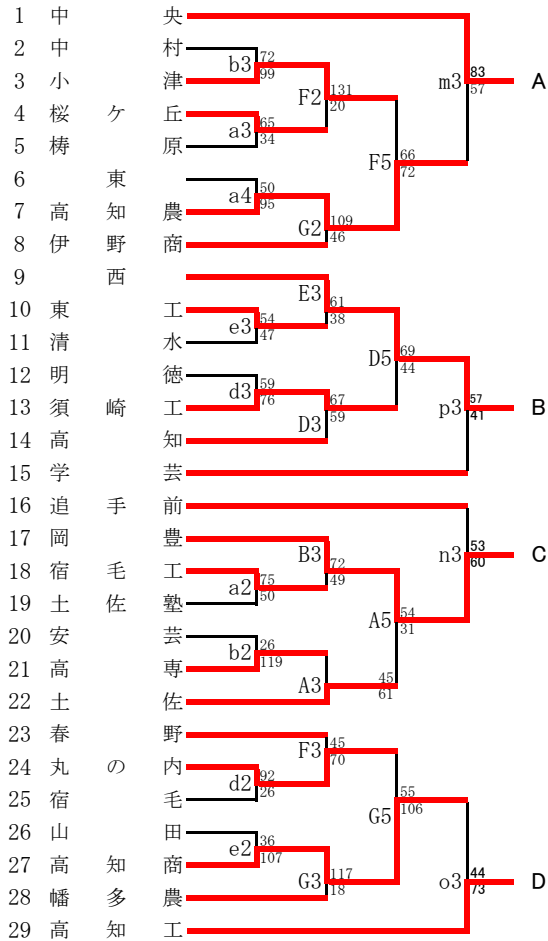 1 中央
2 中村
3 小津
4 桜ケ丘
5 梼原
6 東
7 高知農
8 伊野商
9 西
10 東工
11 清水
12 明徳
13 須崎工
14 高知
15 学芸
16 追手前
17 岡豊
18 宿毛工
19 土佐塾
20 安芸
21 高専
22 土佐
23 春野
24 丸の内
25 宿毛
26 山田
27 高知商
28 幡多農
29 高知工
b3 72 99
a3 65 34
a4 50 95
F2 131 20
G2 109 46
F5 66 72
m3 83 57 A
e3 54 47
d3 59 76
E3 61 38
D3 67 59
D5 69 44
p3 57 41 B
a2 75 50
b2 26 119
B3 72 49
A3 45 61
A5 54 31
n3 53 60 C
d2 92 26
e2 36 107
F3 45 70
G3 117 18
G5 55 106
o3 44 73 D